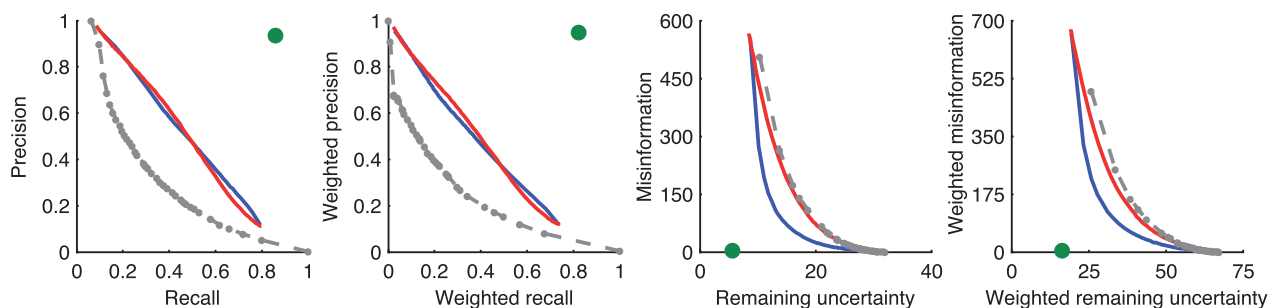 1
0.8
0.6
0.4
0.2
0
Precision
0 0.2 0.4 0.6 0.8 1
Recall
1
0.8
0.6
0.4
0.2
0
Weighted precision
0 0.2 0.4 0.6 0.8 1
Weighted recall
600
450
300
150
0
Misinformation
0 20 40
Remaining uncertainty
700
525
350
175
0
Weighted misinformation
0 25 50 75
Weighted remaining uncertainty